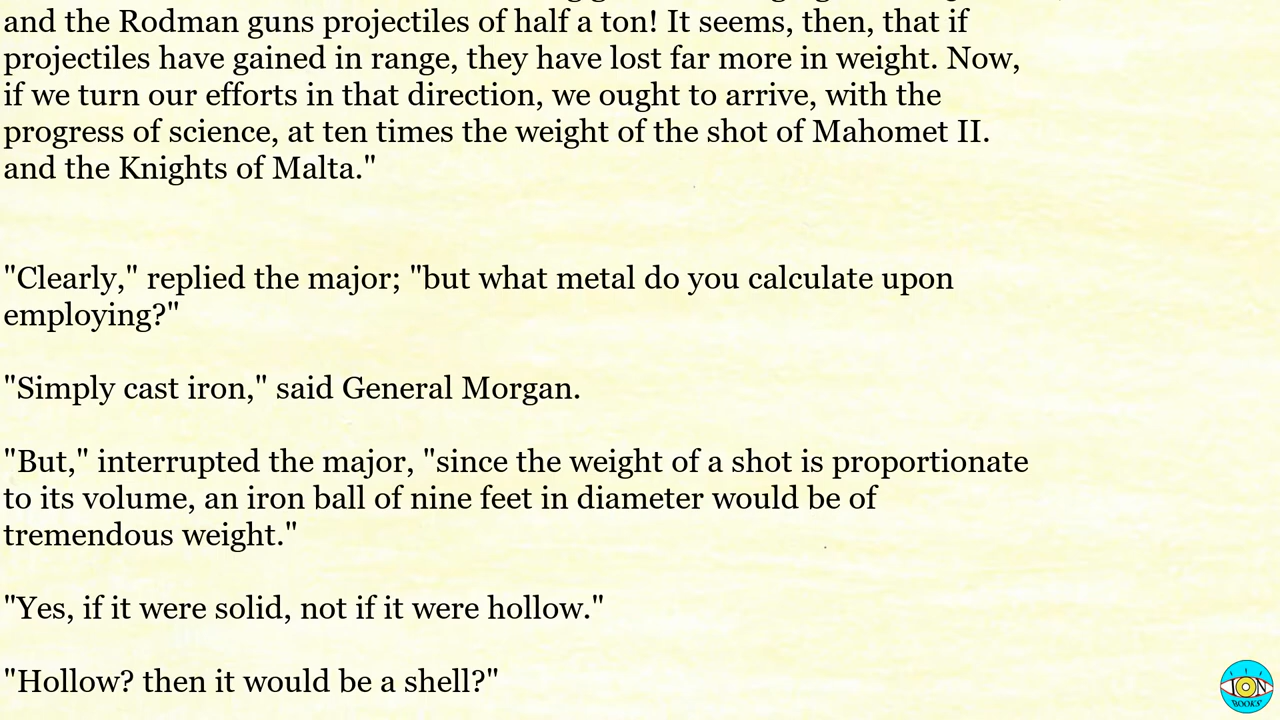 and the Rodman guns projectiles of half a ton! It seems, then, that if
projectiles have gained in range, they have lost far more in weight. Now,
if we turn our efforts in that direction, we ought to arrive, with the
progress of science, at ten times the weight of the shot of Mahomet II.
and the Knights of Malta."
"Clearly," replied the major; "but what metal do you calculate upon
employing?"
"Simply cast iron," said General Morgan.
"But," interrupted the major, "since the weight of a shot is proportionate
to its volume, an iron ball of nine feet in diameter would be of
tremendous weight."
"Yes, if it were solid, not if it were hollow."
"Hollow? then it would be a shell?"
ION
BOOKS